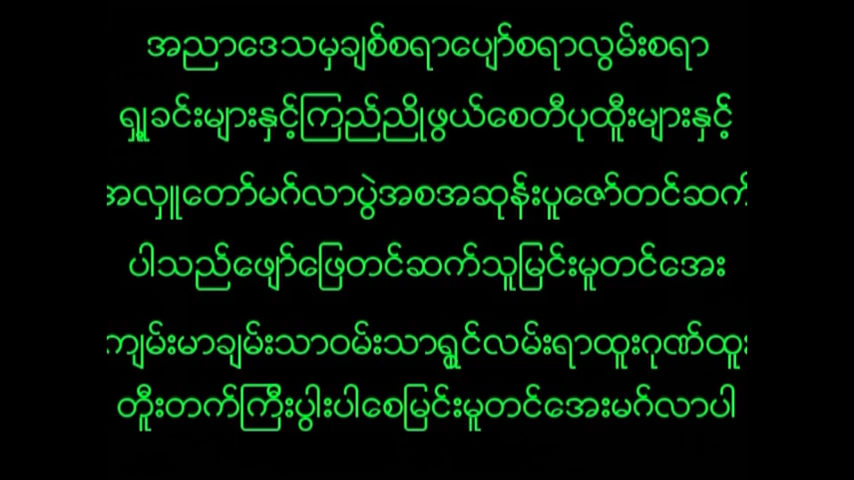 အညာဒေသမှချစ်စရာပျော်စရာလွမ်းစရာ
ရှု့ခင်းများနှင့်ကြည်ညိုဖွယ်စေတီပုထိူးများနှင့်
အလှူတော်မင်္ဂလာပွဲအစအဆုန်းပူဇော်တင်ဆက်
ပါသည်ဖျော်ဖြေတင်ဆက်သူမြင်းမူတင်အေး
ကျမ်းမာချမ်းသာဝမ်းသာရွှင်လမ်းရာထူးဂုဏ်ထူး
တိူးတက်ကြီးပွါးပါစေမြင်းမူတင်အေးမင်္ဂလာပါ